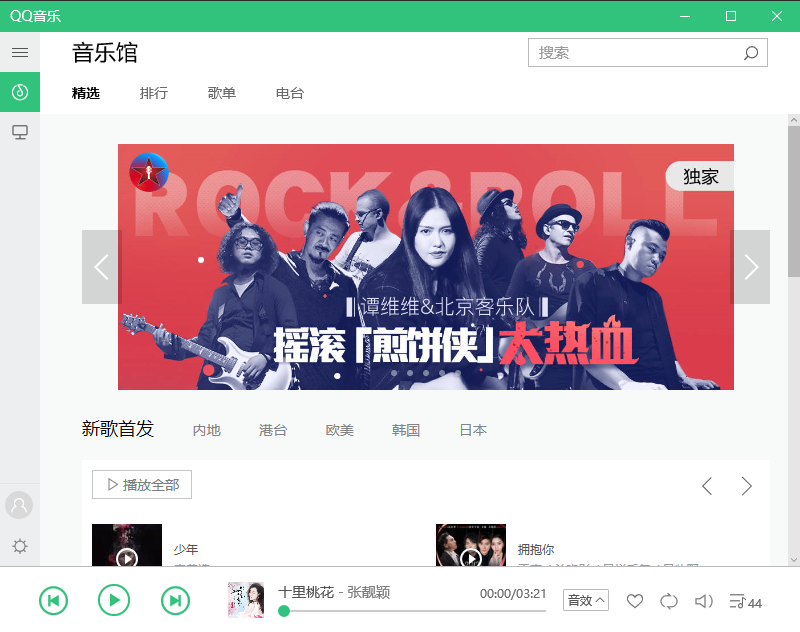 QQ音乐
音乐馆
搜索
精选 排行 歌单 电台
ROCK & ROLL
独家
谭维维&北京客乐队
摇滚「煎饼侠」太热血
新歌首发 内地 港台 欧美 韩国 日本
播放全部
少年
拥抱你
十里桃花 - 张靓颖
00:00/03:21
音效
44